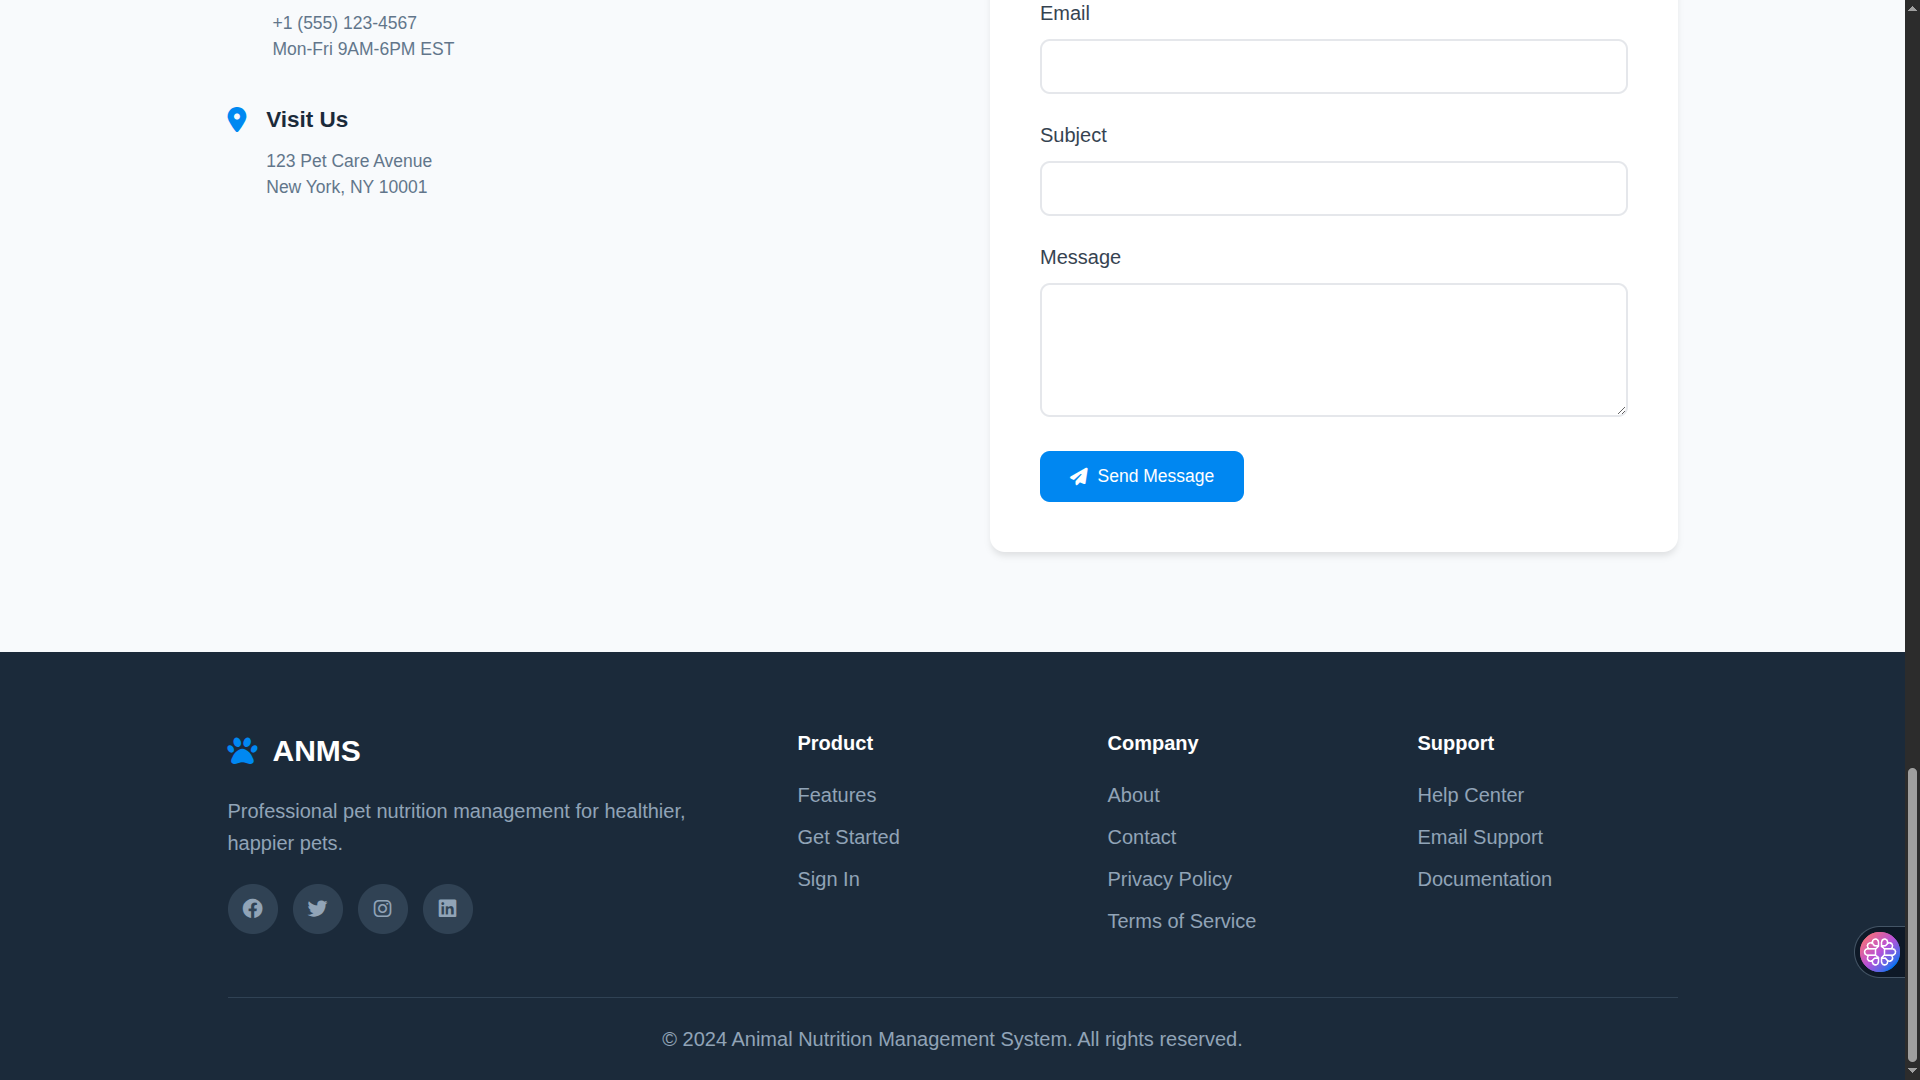 +1 (555) 123-4567
Mon-Fri 9AM-6PM EST
Visit Us
123 Pet Care Avenue
New York, NY 10001
Email
Subject
Message
Send Message
ANMS
Professional pet nutrition management for healthier,
happier pets.
Product
Features
Get Started
Sign In
Company
About
Contact
Privacy Policy
Terms of Service
Support
Help Center
Email Support
Documentation
© 2024 Animal Nutrition Management System. All rights reserved.